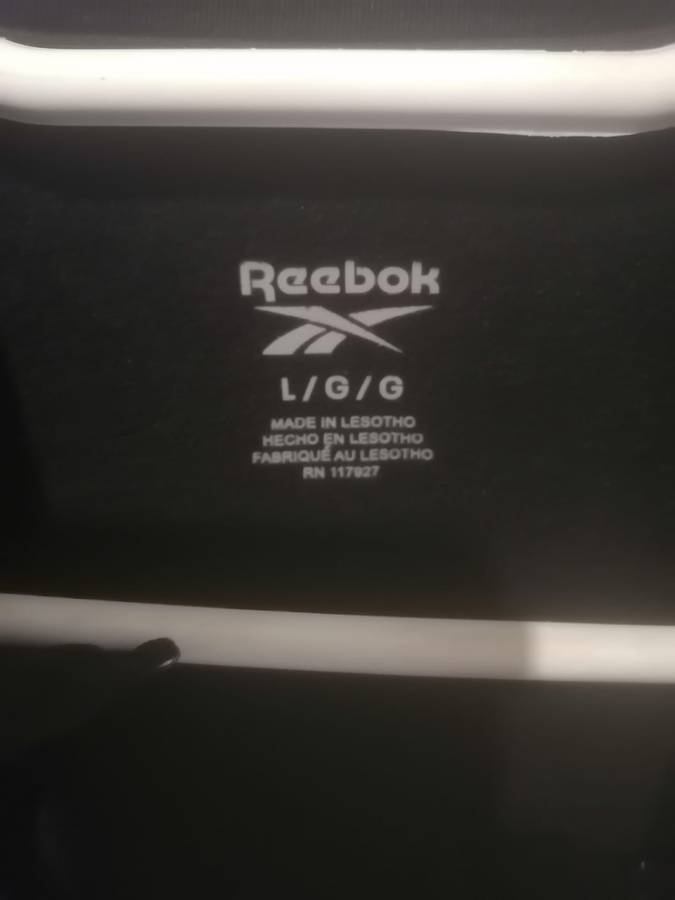 Reebok
L/G/G
MADE IN LESOTHO
HECHO EN LESOTHO
FABRIQUÉ AU LESOTHO
RN 117927